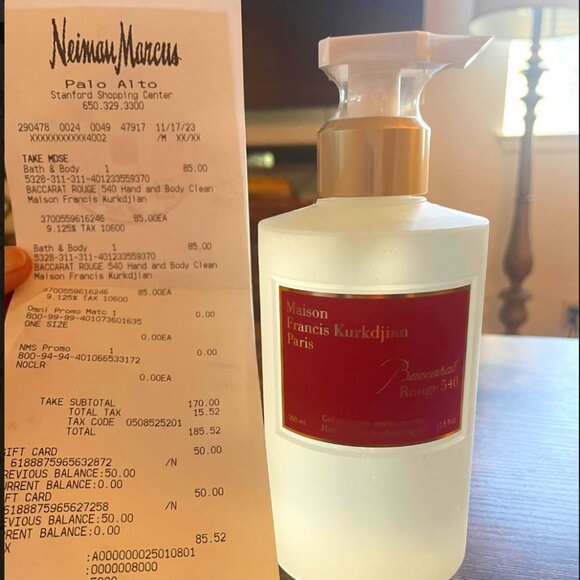 Neiman Marcus
Palo Alto
Stanford Shopping Center
650.329.3300
290478 0024 0049 47917 11/17/23
XXXXXXXXXXX4002 /M XX/XX
TAKE MDSE
Bath & Body 1 85.00
5328-311-311-401233559370
BACCARAT ROUGE 540 Hand and Body Clean
Maison Francis Kurkdjian
3700559616246 85.00EA
9.125% TAX 10600
Bath & Body 1 85.00
5328-311-311-401233559370
BACCARAT ROUGE 540 Hand and Body Clean
Maison Francis Kurkdjian
3700559616246 85.00EA
9.125% TAX 10600
Omni Promo Matc 1 0.00
800-99-99-401073601635
ONE SIZE
0.00EA
NMS Promo 1 0.00
800-94-94-401066533172
NOCLR
0.00EA
TAKE SUBTOTAL 170.00
TOTAL TAX 15.52
TAX CODE 0508525201
TOTAL 185.52
GIFT CARD 50.00
6188875965632872 /N
REVIOUS BALANCE:50.00
URRENT BALANCE:0.00
FT CARD 50.00
6188875965627258 /N
EVIOUS BALANCE:50.00
RRENT BALANCE:0.00
X 85.52
:A000000025010801
:0000008000
Maison
Francis Kurkdjian
Paris
Baccarat
Rouge 540